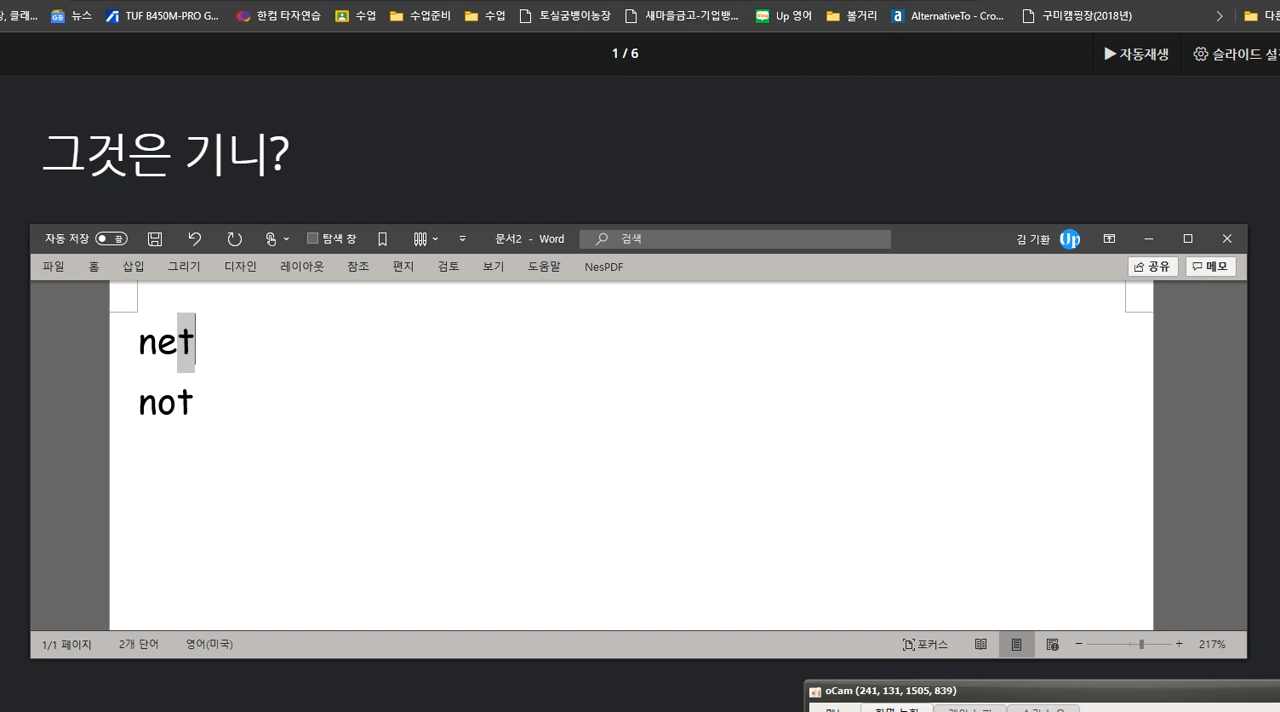 뉴스 TUF B450M-PRO G... 한컴 타자연습 수업 수업준비 수업 토실굼벵이농장 새마을금고-기업뱅... Up 영어 볼거리 AlternativeTo - Cro... 구미캠핑장(2018년)
1 / 6
자동재생 슬라이드
그것은 기니?
자동 저장 끔 탐색 창 문서2 - Word 검색 김 기환 Up
파일 홈 삽입 그리기 디자인 레이아웃 참조 편지 검토 보기 도움말 NesPDF 공유 메모
net
not
1/1 페이지 2개 단어 영어(미국) 포커스 217%
oCam (241, 131, 1505, 839)